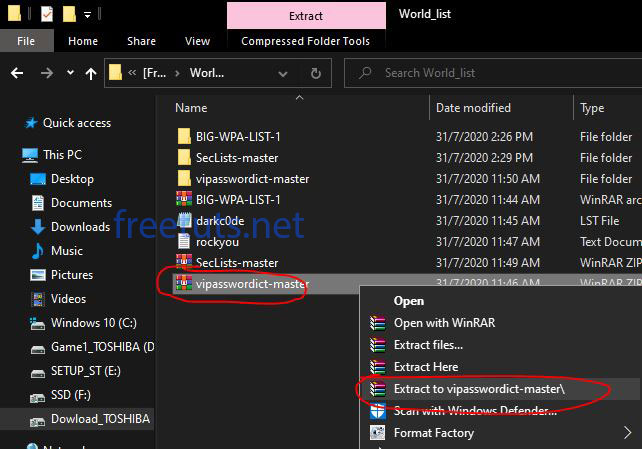 Extract
World_list
File
Home
Share
View
Compressed Folder Tools
« [Fr... > Worl...
Search World_list
Name
Date modified
Type
Quick access
This PC
Desktop
Documents
Downloads
Music
Pictures
Videos
Windows 10 (C:)
Game1_TOSHIBA (D
SETUP_ST (E:)
SSD (F:)
Dowload_TOSHIBA
BIG-WPA-LIST-1 31/7/2020 2:26 PM File folder
SecLists-master 31/7/2020 2:29 PM File folder
vipasswordict-master 31/7/2020 11:50 AM File folder
BIG-WPA-LIST-1 31/7/2020 11:44 AM WinRAR arc
darkc0de 31/7/2020 11:45 AM LST File
rockyou 31/7/2020 11:47 AM Text Docum
SecLists-master 31/7/2020 11:49 AM WinRAR ZIP
vipasswordict-master 31/7/2020 11:46 AM WinRAR ZIP
freetuts.net
Open
Open with WinRAR
Extract files...
Extract Here
Extract to vipasswordict-master\
Scan with Windows Defender...
Format Factory